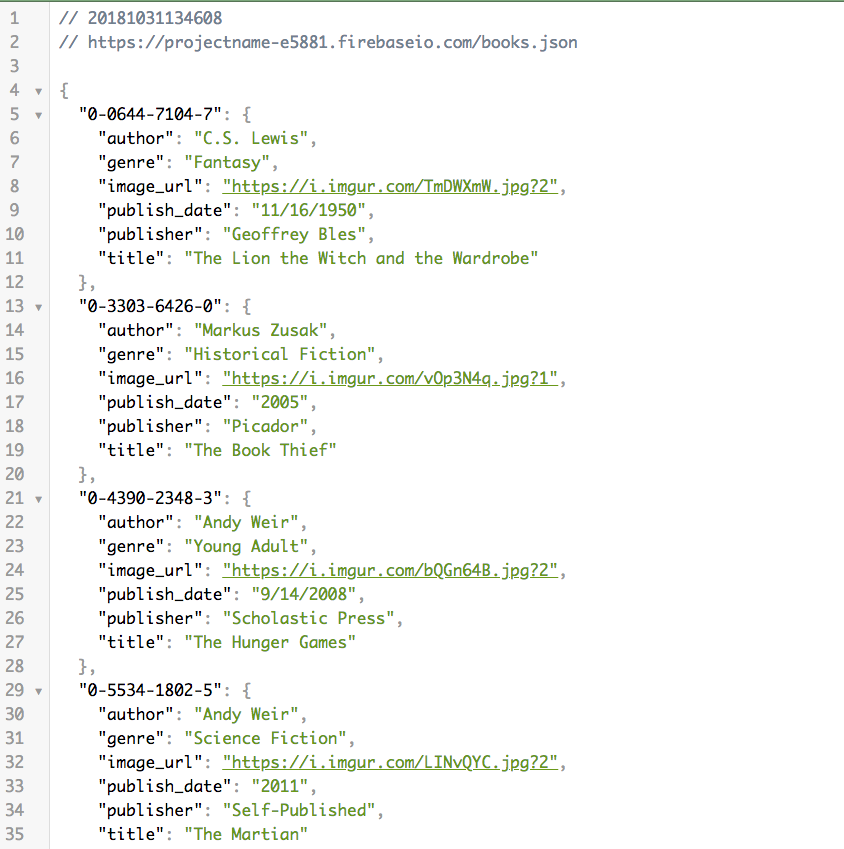 1 // 20181031134608
2 // https://projectname-e5881.firebaseio.com/books.json
3
4 {
5 "0-0644-7104-7": {
6 "author": "C.S. Lewis",
7 "genre": "Fantasy",
8 "image_url": "https://i.imgur.com/TmDWXmW.jpg?2",
9 "publish_date": "11/16/1950",
10 "publisher": "Geoffrey Bles",
11 "title": "The Lion the Witch and the Wardrobe"
12 },
13 "0-3303-6426-0": {
14 "author": "Markus Zusak",
15 "genre": "Historical Fiction",
16 "image_url": "https://i.imgur.com/vOp3N4q.jpg?1",
17 "publish_date": "2005",
18 "publisher": "Picador",
19 "title": "The Book Thief"
20 },
21 "0-4390-2348-3": {
22 "author": "Andy Weir",
23 "genre": "Young Adult",
24 "image_url": "https://i.imgur.com/bQGn64B.jpg?2",
25 "publish_date": "9/14/2008",
26 "publisher": "Scholastic Press",
27 "title": "The Hunger Games"
28 },
29 "0-5534-1802-5": {
30 "author": "Andy Weir",
31 "genre": "Science Fiction",
32 "image_url": "https://i.imgur.com/LINvQYC.jpg?2",
33 "publish_date": "2011",
34 "publisher": "Self-Published",
35 "title": "The Martian"